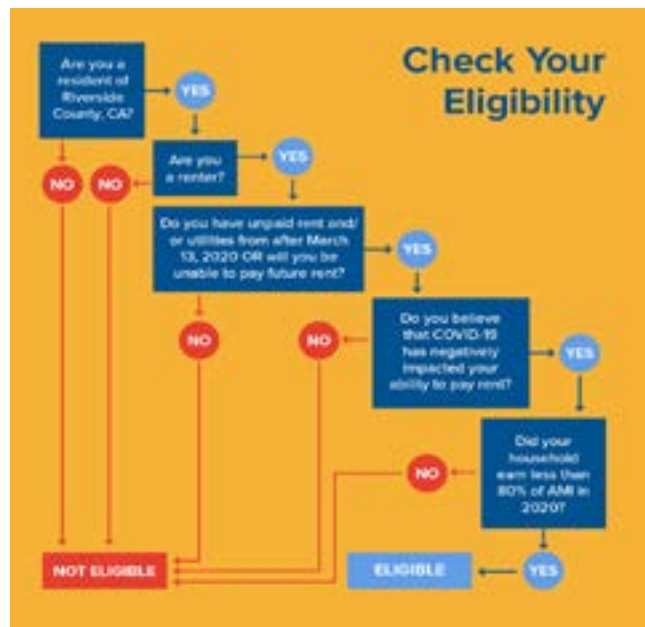 Check Your
Eligibility
Are you a
resident of
Riverside
County, CA?
YES
NO
Are you
a renter?
YES
NO
Do you have unpaid rent and/
or utilities from after March
13, 2020 OR will you be
unable to pay future rent?
YES
NO
Do you believe
that COVID-19
has negatively
impacted your
ability to pay rent?
YES
NO
Did your
household
earn less than
80% of AMI in
2020?
NO
YES
ELIGIBLE
NOT ELIGIBLE